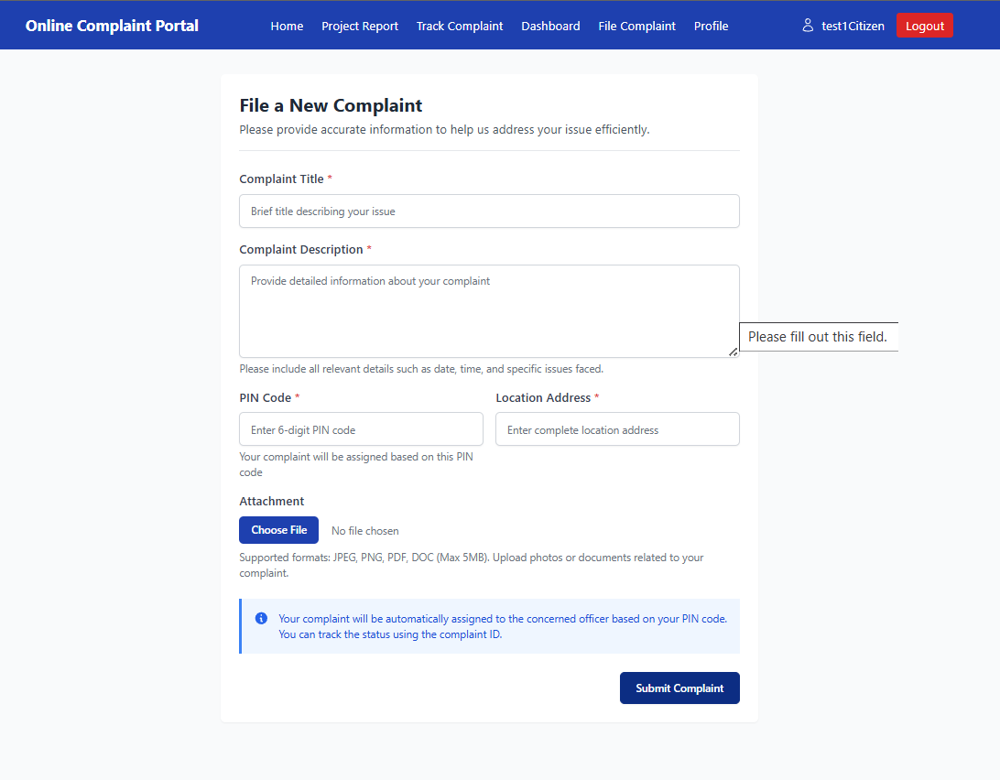 Online Complaint Portal
Home Project Report Track Complaint Dashboard File Complaint Profile
test1Citizen
Logout
File a New Complaint
Please provide accurate information to help us address your issue efficiently.
Complaint Title *
Brief title describing your issue
Complaint Description *
Provide detailed information about your complaint
Please fill out this field.
Please include all relevant details such as date, time, and specific issues faced.
PIN Code *
Enter 6-digit PIN code
Your complaint will be assigned based on this PIN
code
Location Address *
Enter complete location address
Attachment
Choose File No file chosen
Supported formats: JPEG, PNG, PDF, DOC (Max 5MB). Upload photos or documents related to your
complaint.
Your complaint will be automatically assigned to the concerned officer based on your PIN code.
You can track the status using the complaint ID.
Submit Complaint